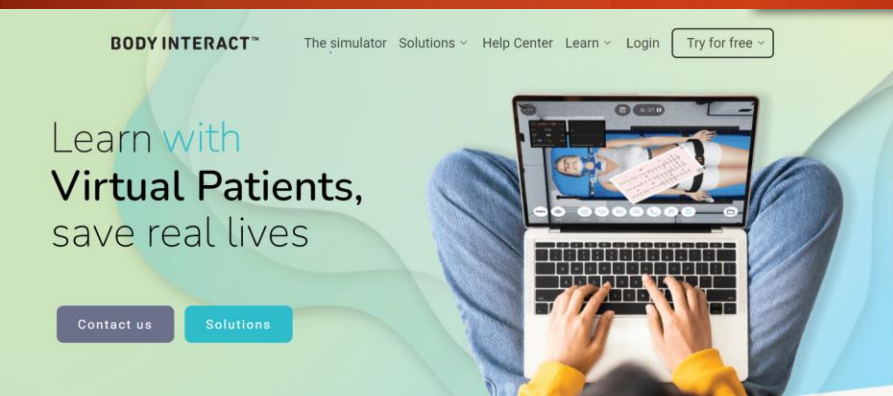 BODY INTERACT™
The simulator Solutions Help Center Learn Login Try for free
Learn with
Virtual Patients,
save real lives
Contact us Solutions